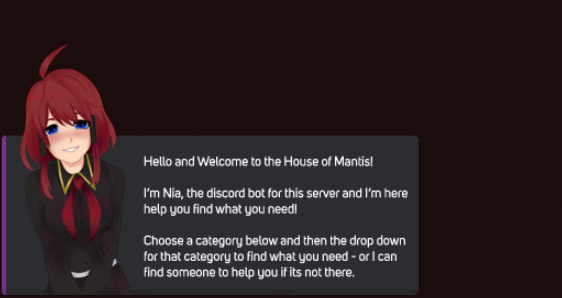 Hello and Welcome to the House of Mantis!
I'm Nia, the discord bot for this server and I'm here
help you find what you need!
Choose a category below and then the drop down
for that category to find what you need - or I can
find someone to help you if its not there.